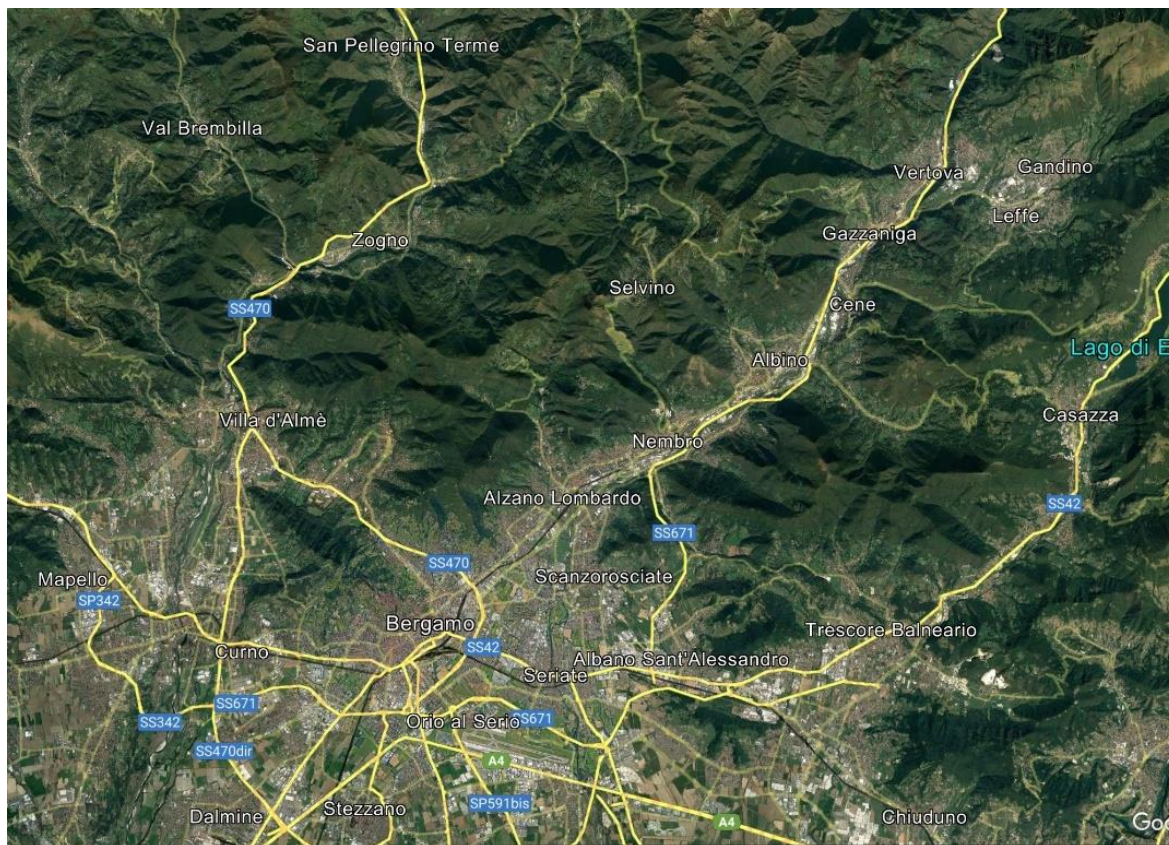 San Pellegrino Terme
Val Brembilla
Vertova
Gandino
Leffe
Zogno
Gazzaniga
Selvino
SS470
Cene
Lago di E
Albino
Casazza
Villa d'Almè
Nembro
Alzano Lombardo
SS42
SS671
SS470
Scanzorosciate
Mapello
SP342
Bergamo
Trescore Balneario
SS42
Curno
Albano Sant'Alessandro
Seriate
SS671
SS342
Orio al Serio
SS671
SS470dir
A4
SP591bis
Stezzano
Dalmine
A4
Chiuduno
Goo